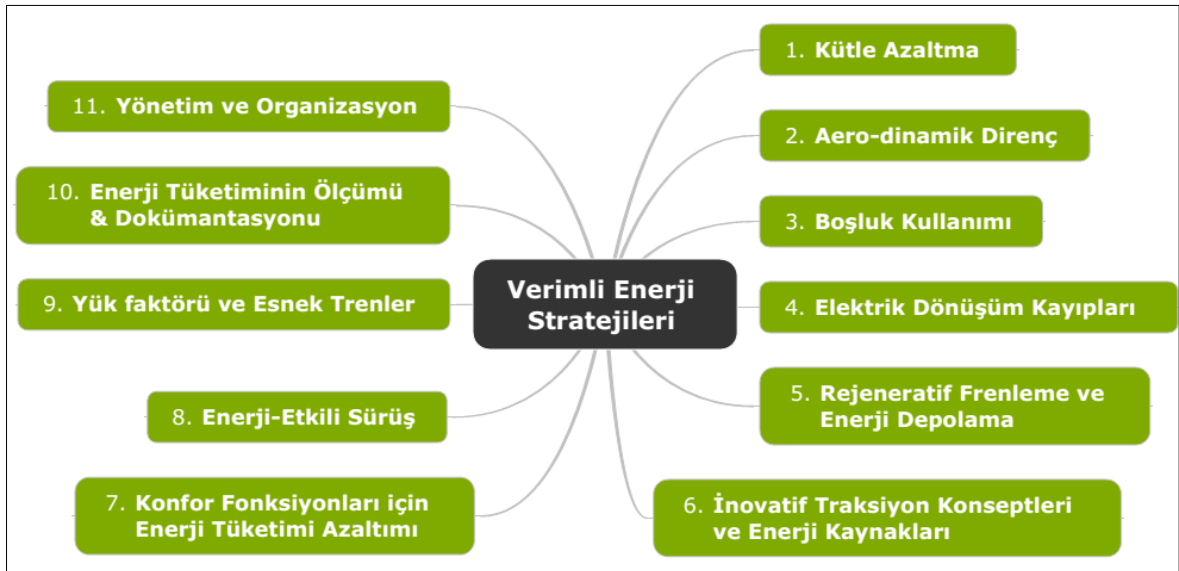 Verimli Enerji
Stratejileri
1. Kütle Azaltma
2. Aero-dinamik Direnç
3. Boşluk Kullanımı
4. Elektrik Dönüşüm Kayıpları
5. Rejeneratif Frenleme ve
Enerji Depolama
6. İnovatif Traksiyon Konseptleri
ve Enerji Kaynakları
7. Konfor Fonksiyonları için
Enerji Tüketimi Azaltımı
8. Enerji-Etkili Sürüş
9. Yük faktörü ve Esnek Trenler
10. Enerji Tüketiminin Ölçümü
& Dokümantasyonu
11. Yönetim ve Organizasyon